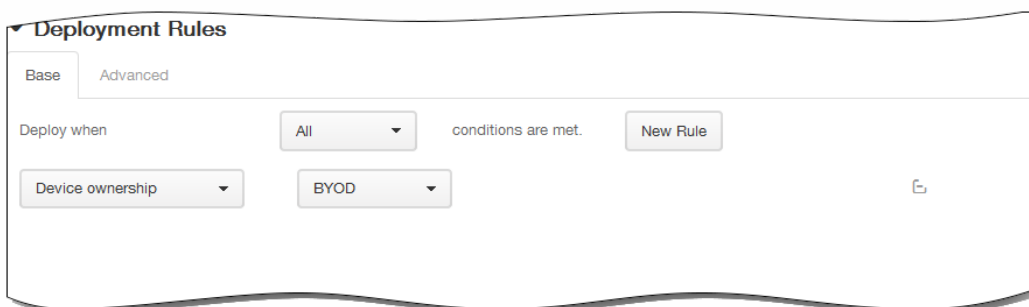 Deployment Rules
Base Advanced
Deploy when All conditions are met. New Rule
Device ownership BYOD